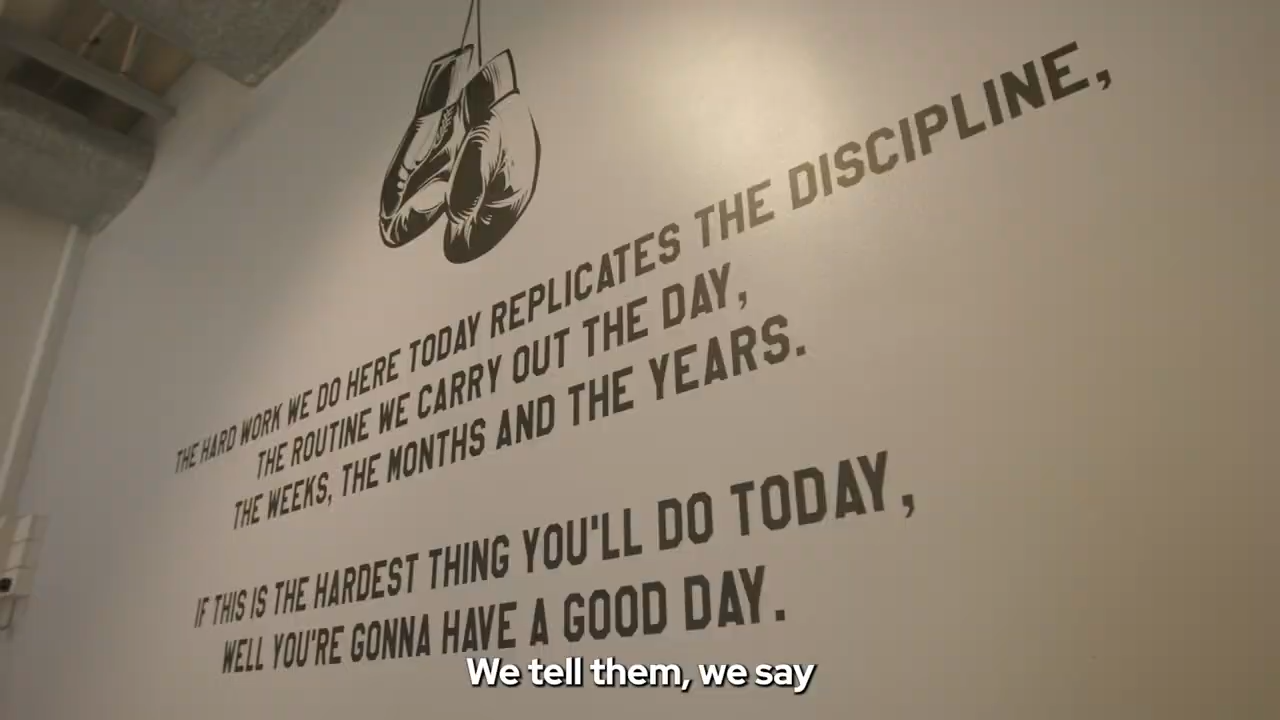 THE HARD WORK WE DO HERE TODAY REPLICATES THE DISCIPLINE,
THE ROUTINE WE CARRY OUT THE DAY,
THE WEEKS, THE MONTHS AND THE YEARS.
IF THIS IS THE HARDEST THING YOU'LL DO TODAY,
WELL YOU'RE GONNA HAVE A GOOD DAY.
We tell them, we say